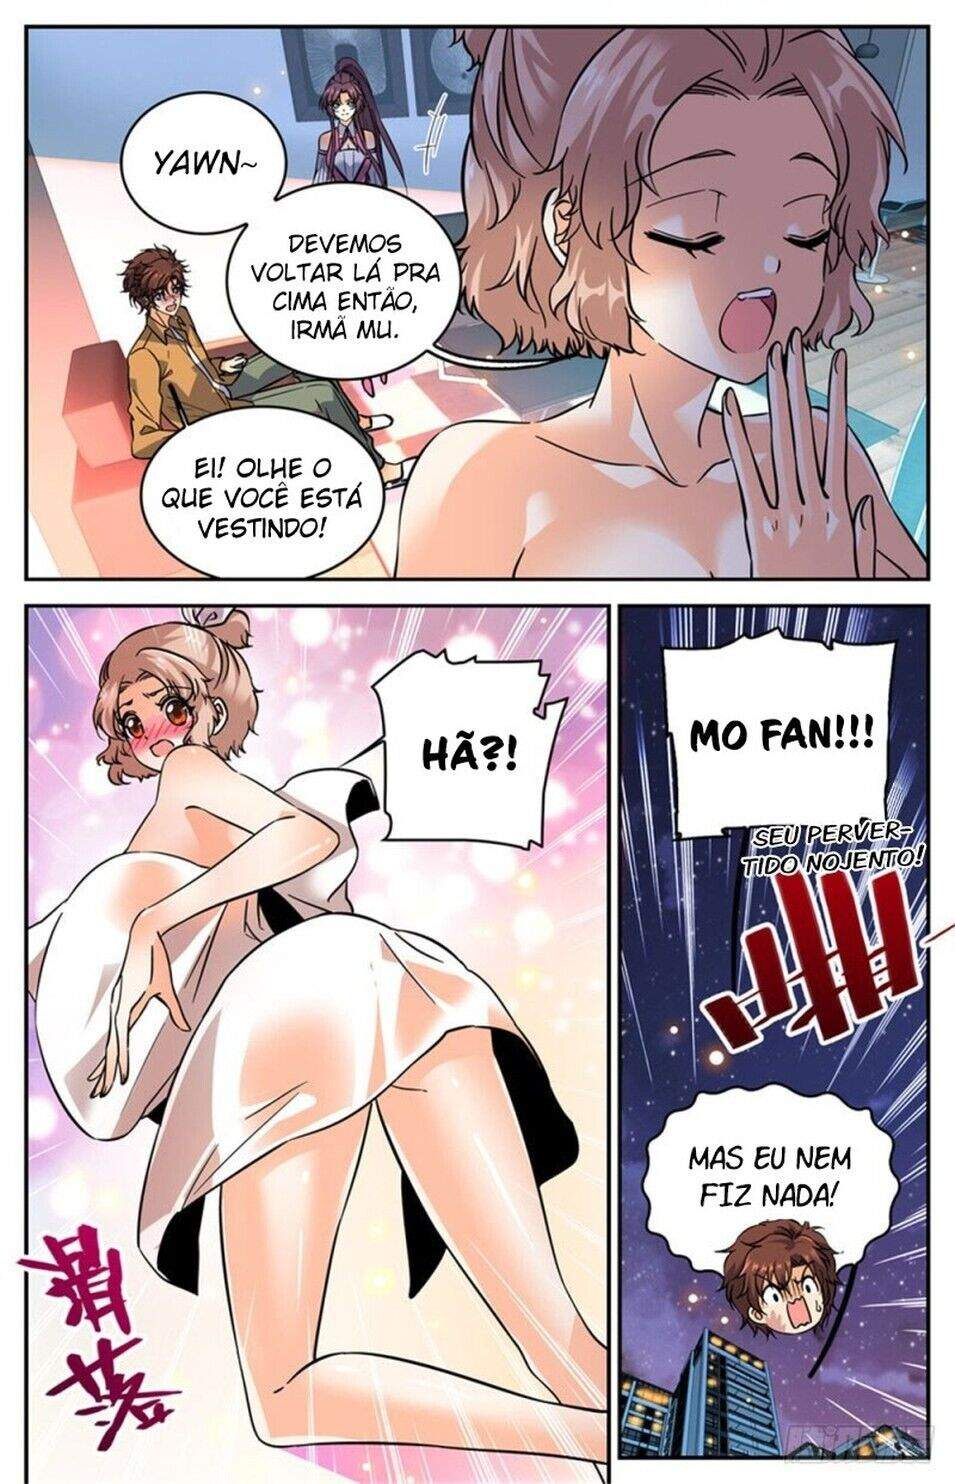 YAWN~
DEVEMOS
VOLTAR LÁ PRA
CIMA ENTÃO,
IRMÃ MU.
EI! OLHE O
QUE VOCÊ ESTÁ
VESTINDO!
HÃ?!
滑落
MO FAN!!!
SEU PERVER-
TIDO NOJENTO!
MAS EU NEM
FIZ NADA!